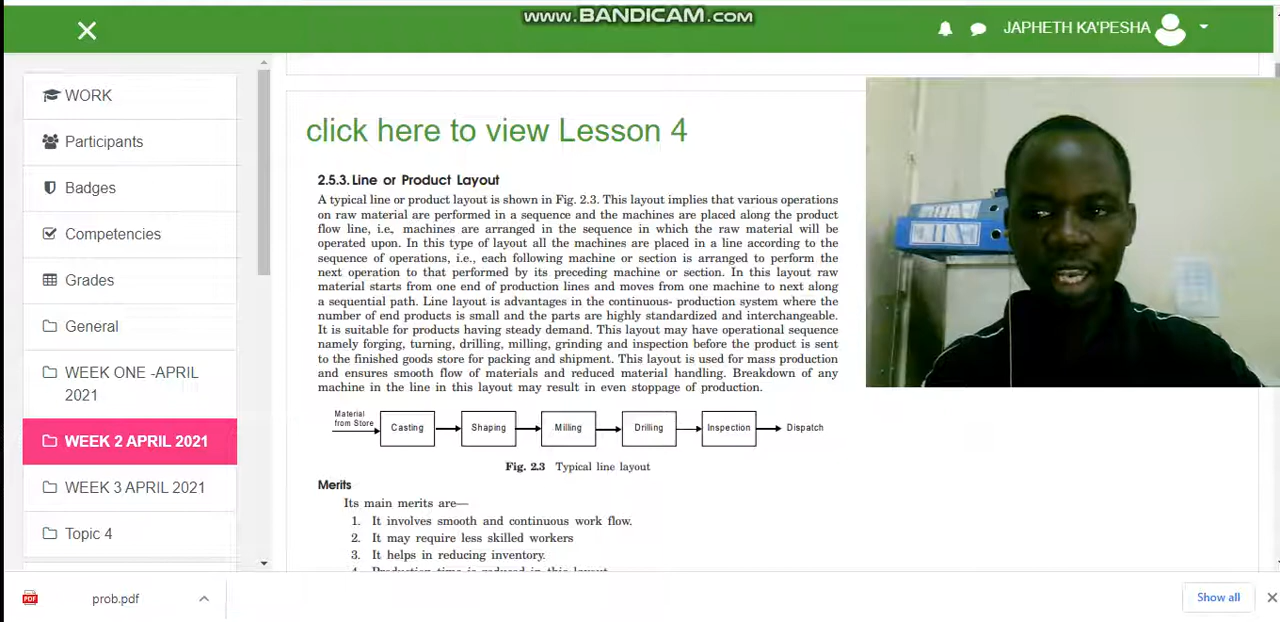 www.BANDICAM.com
JAPHETH KA'PESHA
WORK
Participants
Badges
Competencies
Grades
General
WEEK ONE -APRIL
2021
WEEK 2 APRIL 2021
WEEK 3 APRIL 2021
Topic 4
click here to view Lesson 4
2.5.3. Line or Product Layout
A typical line or product layout is shown in Fig. 2.3. This layout implies that various operations
on raw material are performed in a sequence and the machines are placed along the product
flow line, i.e., machines are arranged in the sequence in which the raw material will be
operated upon. In this type of layout all the machines are placed in a line according to the
sequence of operations, i.e., each following machine or section is arranged to perform the
next operation to that performed by its preceding machine or section. In this layout raw
material starts from one end of production lines and moves from one machine to next along
a sequential path. Line layout is advantages in the continuous- production system where the
number of end products is small and the parts are highly standardized and interchangeable.
It is suitable for products having steady demand. This layout may have operational sequence
namely forging, turning, drilling, milling, grinding and inspection before the product is sent
to the finished goods store for packing and shipment. This layout is used for mass production
and ensures smooth flow of materials and reduced material handling. Breakdown of any
machine in the line in this layout may result in even stoppage of production.
Material
from Store
Casting
Shaping
Milling
Drilling
Inspection
Dispatch
Fig. 2.3 Typical line layout
Merits
Its main merits are—
1. It involves smooth and continuous work flow.
2. It may require less skilled workers
3. It helps in reducing inventory.
4. Production time is reduced in this layout
PDF
prob.pdf
Show all